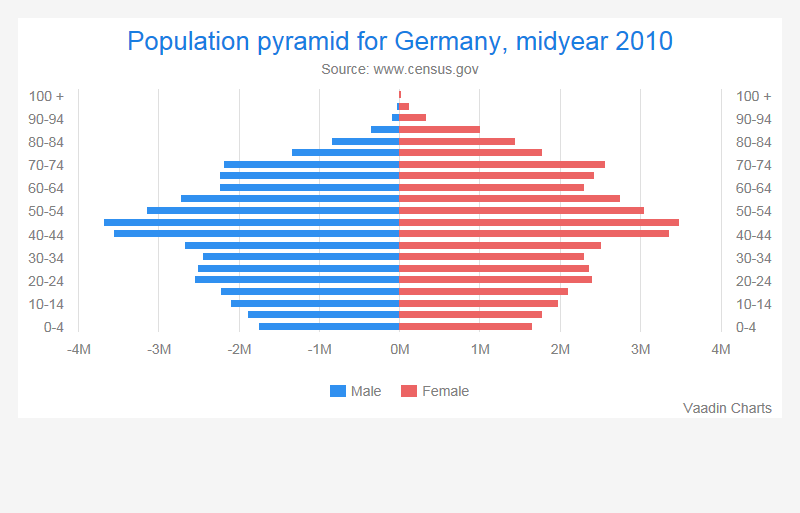 Population pyramid for Germany, midyear 2010
Source: www.census.gov
100 + 100 +
90-94 90-94
80-84 80-84
70-74 70-74
60-64 60-64
50-54 50-54
40-44 40-44
30-34 30-34
20-24 20-24
10-14 10-14
0-4 0-4
-4M -3M -2M -1M 0M 1M 2M 3M 4M
Male Female
Vaadin Charts